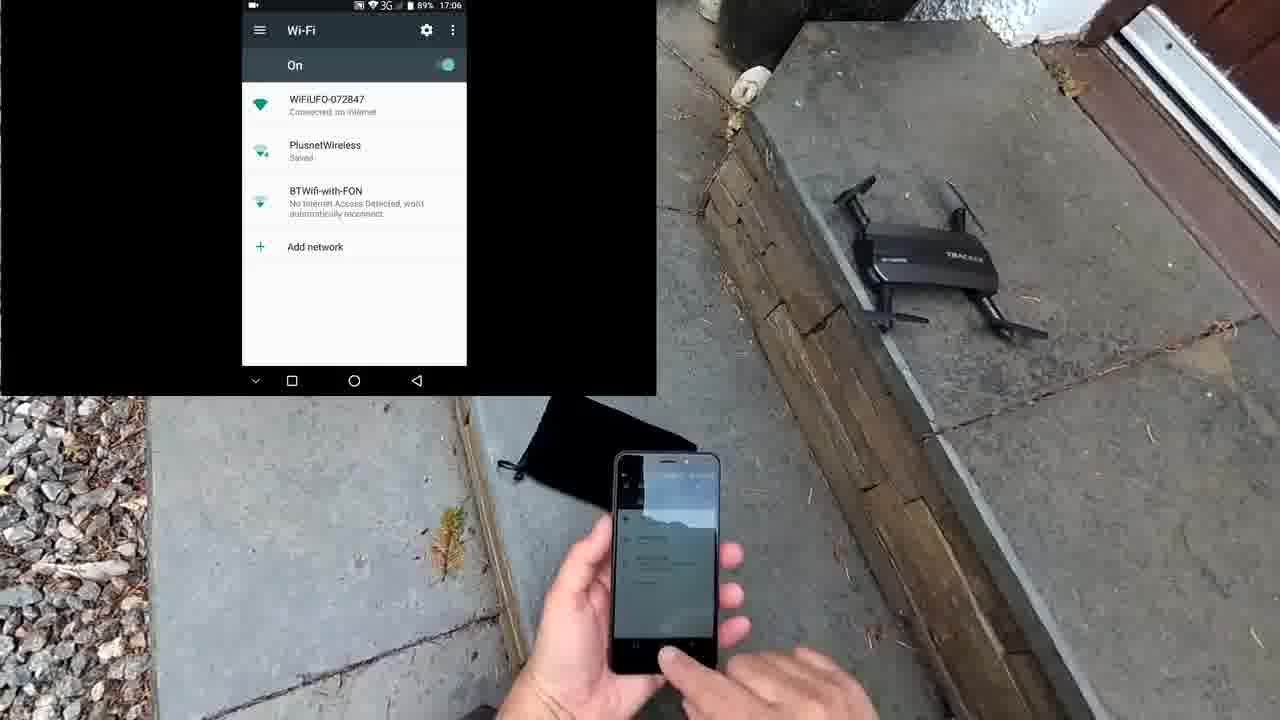 3G 89% 17:06
Wi-Fi
On
WiFiUFO-072847
Connected, no Internet
PlusnetWireless
Saved
BTWifi-with-FON
No Internet Access Detected, wont
automatically reconnect.
Add network
TRACKER